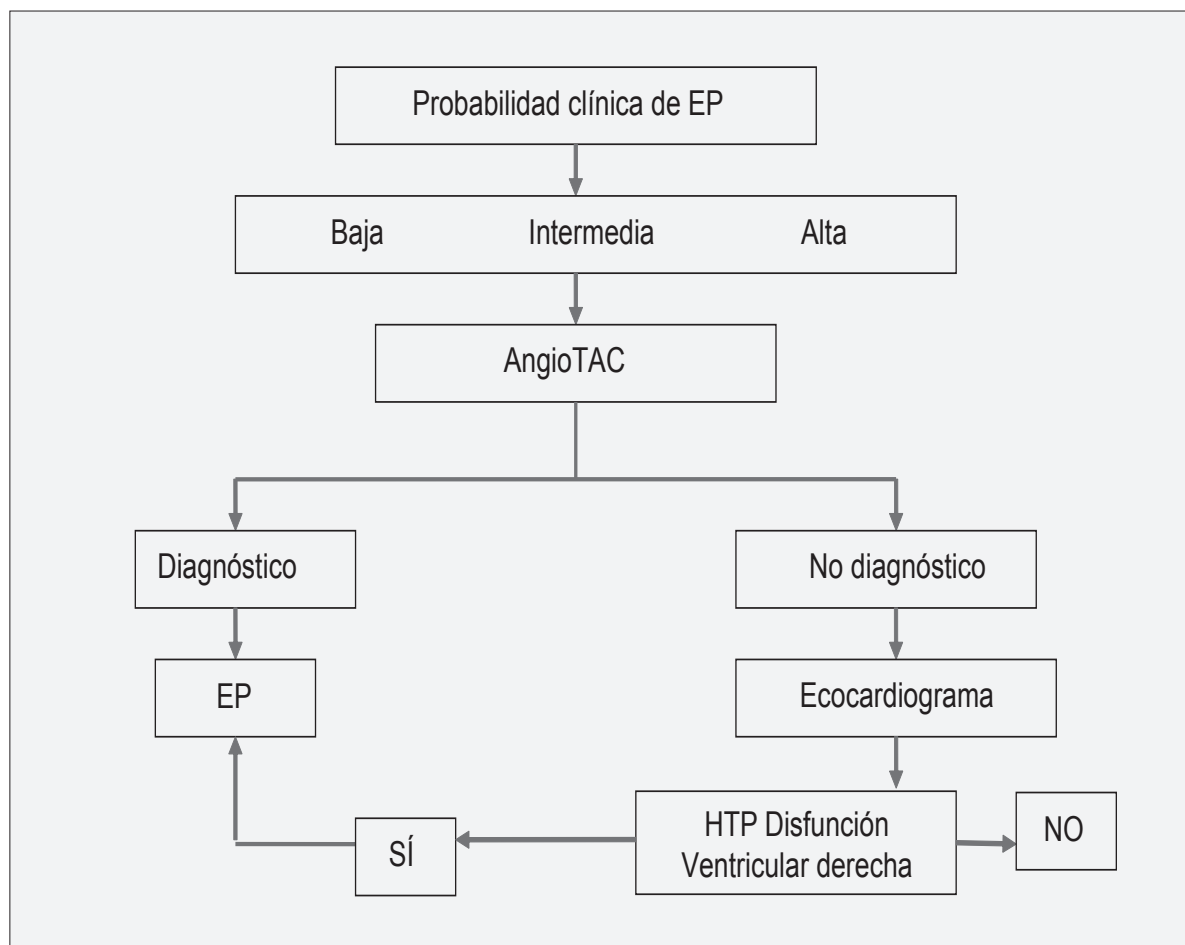 Probabilidad clínica de EP
Baja Intermedia Alta
AngioTAC
Diagnóstico
No diagnóstico
EP
Ecocardiograma
HTP Disfunción
Ventricular derecha
SÍ
NO